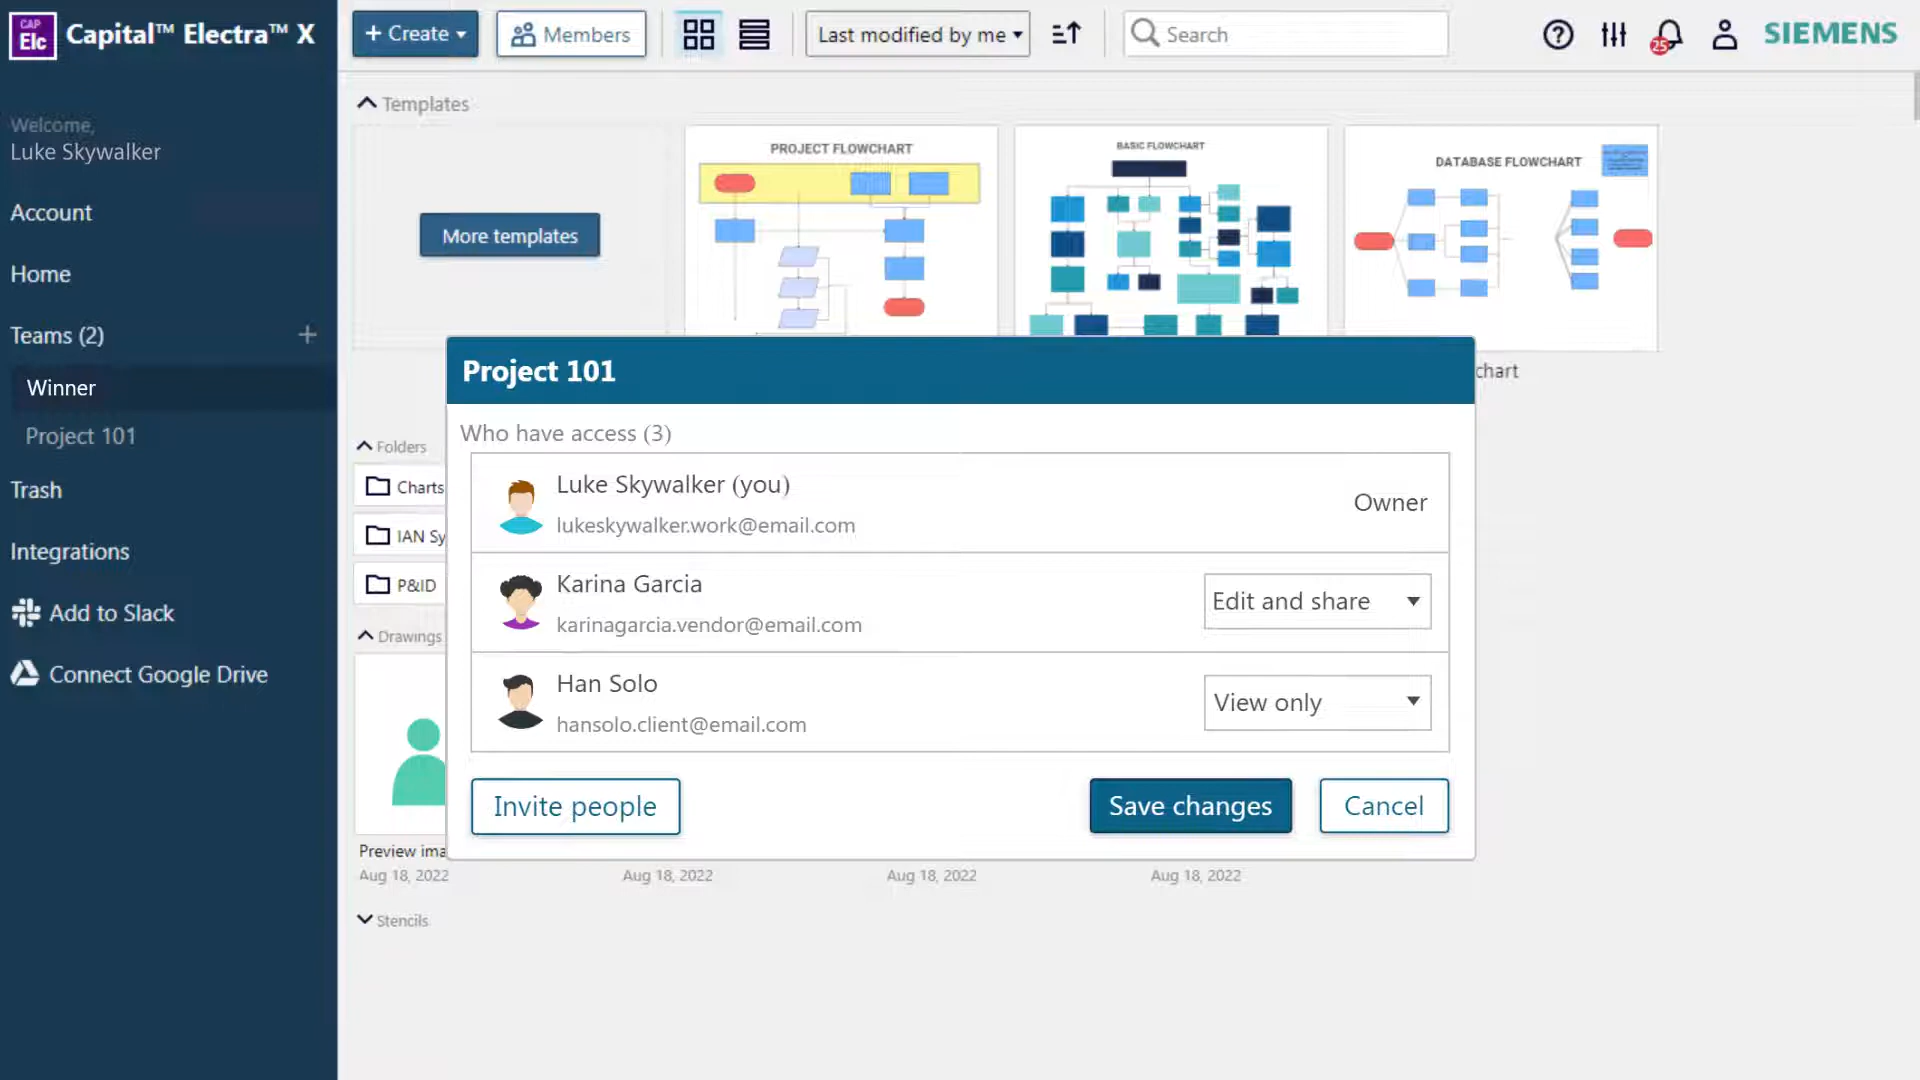 CAP
Elc
Capital™ Electra™ X
+ Create
Members
Last modified by me
Search
25
SIEMENS
Welcome,
Luke Skywalker
Account
Home
Teams (2)
+
Winner
Project 101
Trash
Integrations
Add to Slack
Connect Google Drive
Templates
More templates
PROJECT FLOWCHART
BASIC FLOWCHART
DATABASE FLOWCHART
chart
Folders
Charts
IAN Sy
P&ID
Drawings
Project 101
Who have access (3)
Luke Skywalker (you)
lukeskywalker.work@email.com
Owner
Karina Garcia
karinagarcia.vendor@email.com
Edit and share
Han Solo
hansolo.client@email.com
View only
Invite people
Save changes
Cancel
Preview ima
Aug 18, 2022
Aug 18, 2022
Aug 18, 2022
Aug 18, 2022
Stencils